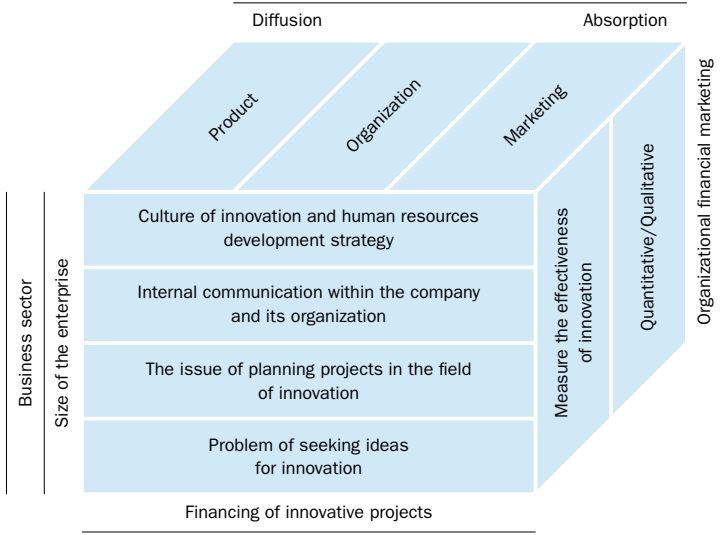 Diffusion
Absorption
Product
Organization
Marketing
Organizational financial marketing
Business sector
Size of the enterprise
Culture of innovation and human resources
development strategy
Internal communication within the company
and its organization
The issue of planning projects in the field
of innovation
Problem of seeking ideas
for innovation
Measure the effectiveness
of innovation
Quantitative/Qualitative
Financing of innovative projects